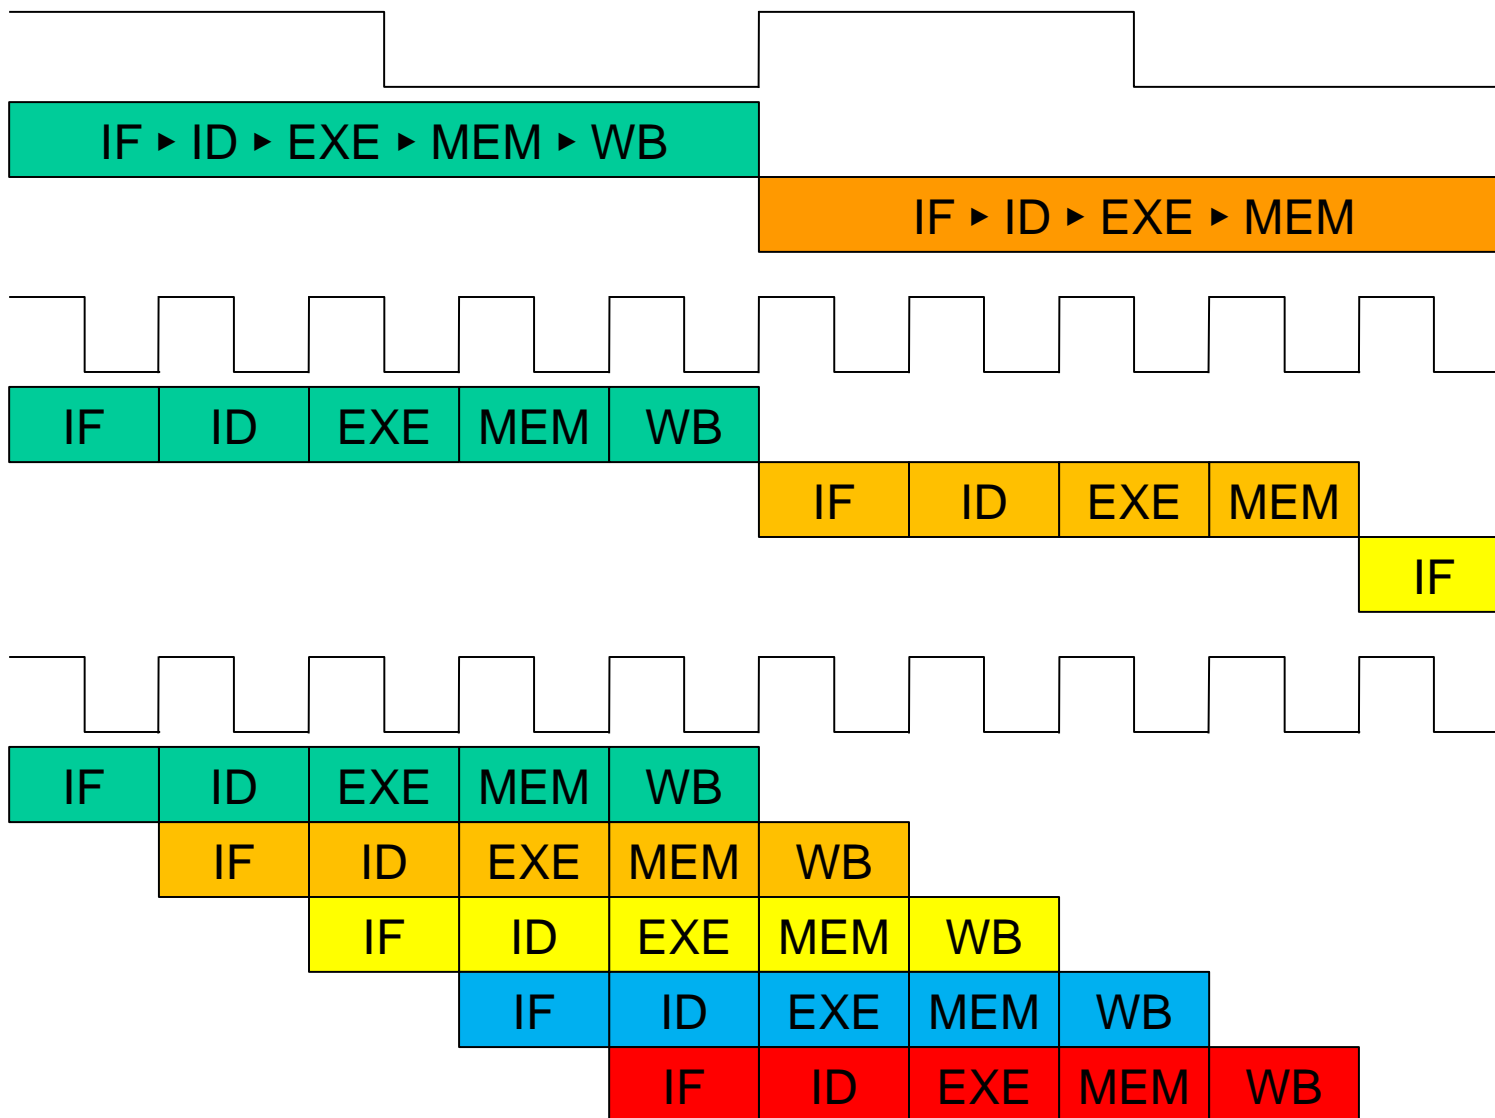 IF ▸ ID ▸ EXE ▸ MEM ▸ WB
IF ▸ ID ▸ EXE ▸ MEM
IF ID EXE MEM WB
IF ID EXE MEM
IF
IF ID EXE MEM WB
IF ID EXE MEM WB
IF ID EXE MEM WB
IF ID EXE MEM WB
IF ID EXE MEM WB